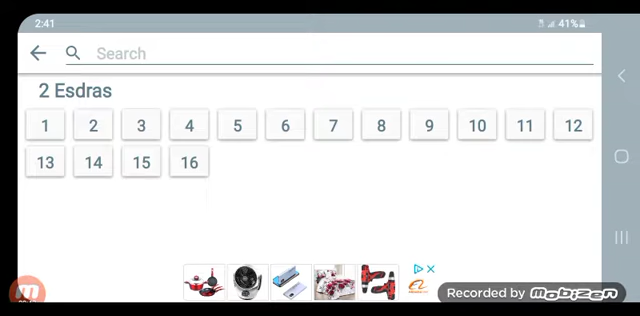 2:41
41%
Search
2 Esdras
1 2 3 4 5 6 7 8 9 10 11 12
13 14 15 16
Recorded by mobizen